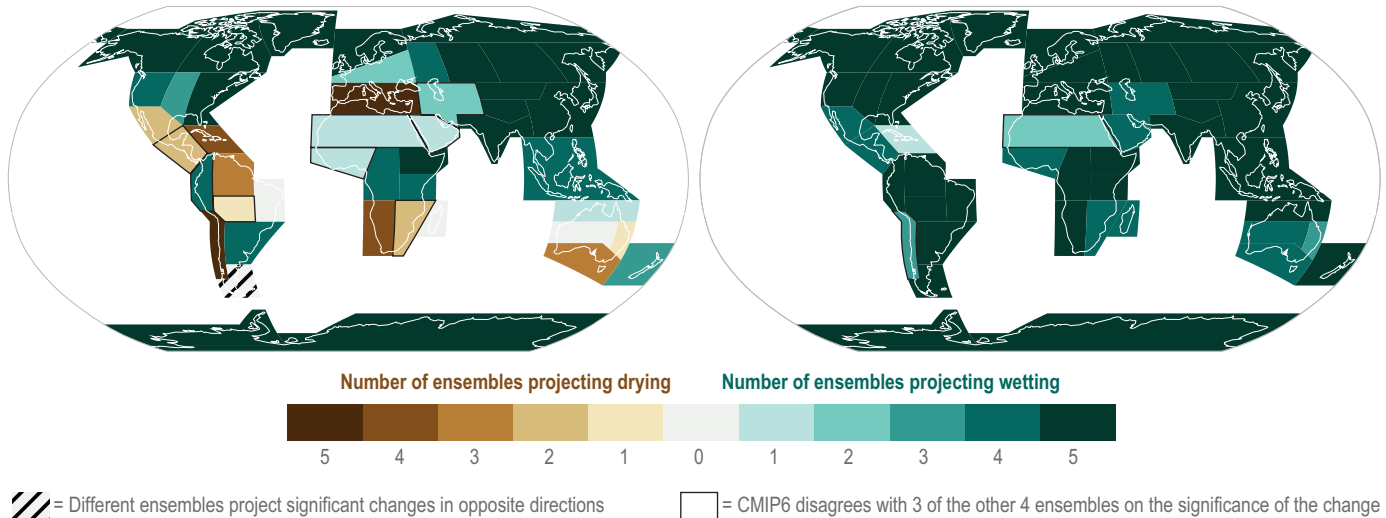 Number of ensembles projecting drying
Number of ensembles projecting wetting
5 4 3 2 1 0 1 2 3 4 5
= Different ensembles project significant changes in opposite directions
= CMIP6 disagrees with 3 of the other 4 ensembles on the significance of the change